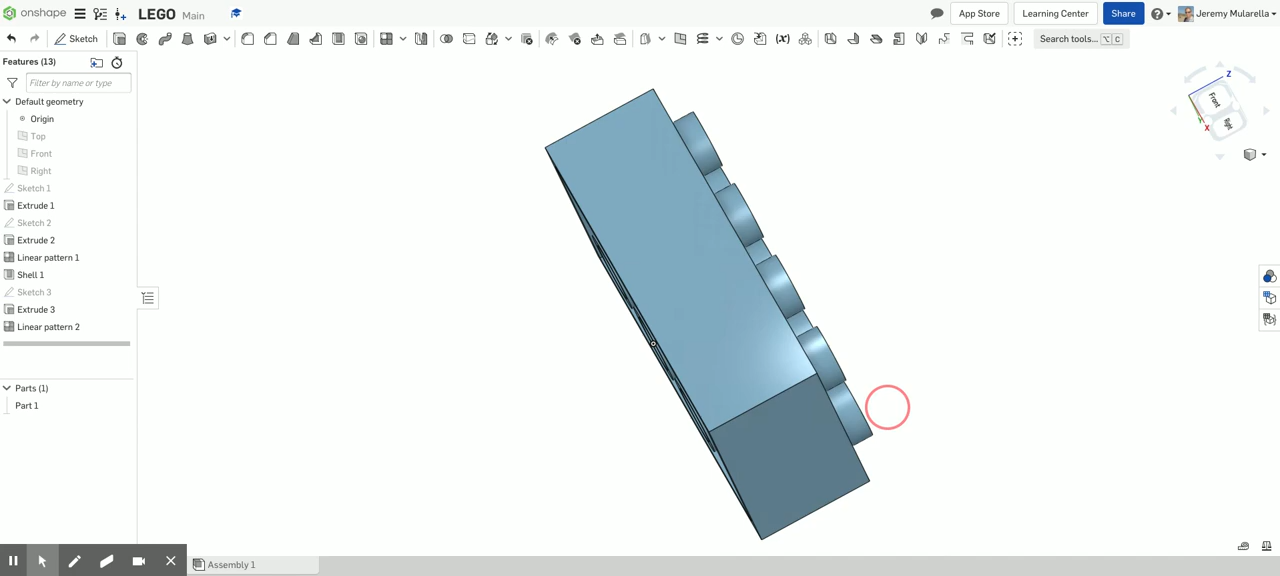 onshape LEGO Main App Store Learning Center Share Jeremy Mularella
Sketch Search tools... ⌥ C
Features (13)
Filter by name or type
Default geometry
Origin
Top
Front
Right
Sketch 1
Extrude 1
Sketch 2
Extrude 2
Linear pattern 1
Shell 1
Sketch 3
Extrude 3
Linear pattern 2
Parts (1)
Part 1
Z
Front
Right
X
Assembly 1